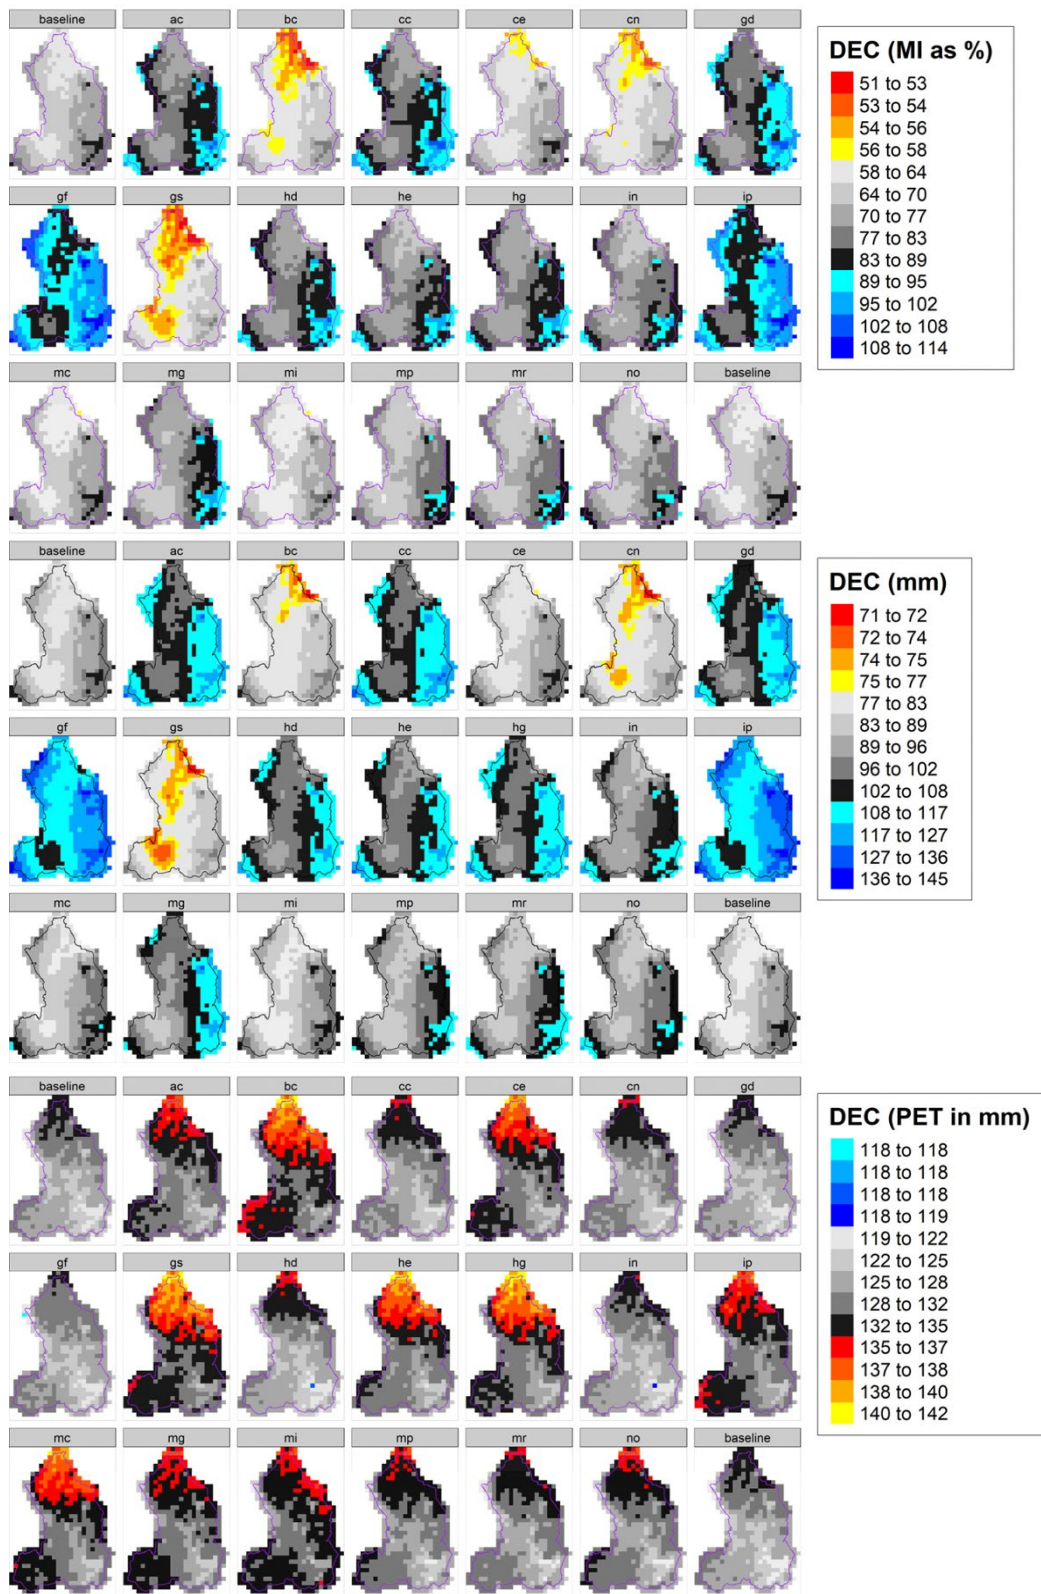 baseline ac bc cc ce cn gd
gf gs hd he hg in ip
mc mg mi mp mr no baseline
DEC (MI as %)
51 to 53
53 to 54
54 to 56
56 to 58
58 to 64
64 to 70
70 to 77
77 to 83
83 to 89
89 to 95
95 to 102
102 to 108
108 to 114
baseline ac bc cc ce cn gd
gf gs hd he hg in ip
mc mg mi mp mr no baseline
DEC (mm)
71 to 72
72 to 74
74 to 75
75 to 77
77 to 83
83 to 89
89 to 96
96 to 102
102 to 108
108 to 117
117 to 127
127 to 136
136 to 145
baseline ac bc cc ce cn gd
gf gs hd he hg in ip
mc mg mi mp mr no baseline
DEC (PET in mm)
118 to 118
118 to 118
118 to 118
118 to 119
119 to 122
122 to 125
125 to 128
128 to 132
132 to 135
135 to 137
137 to 138
138 to 140
140 to 142